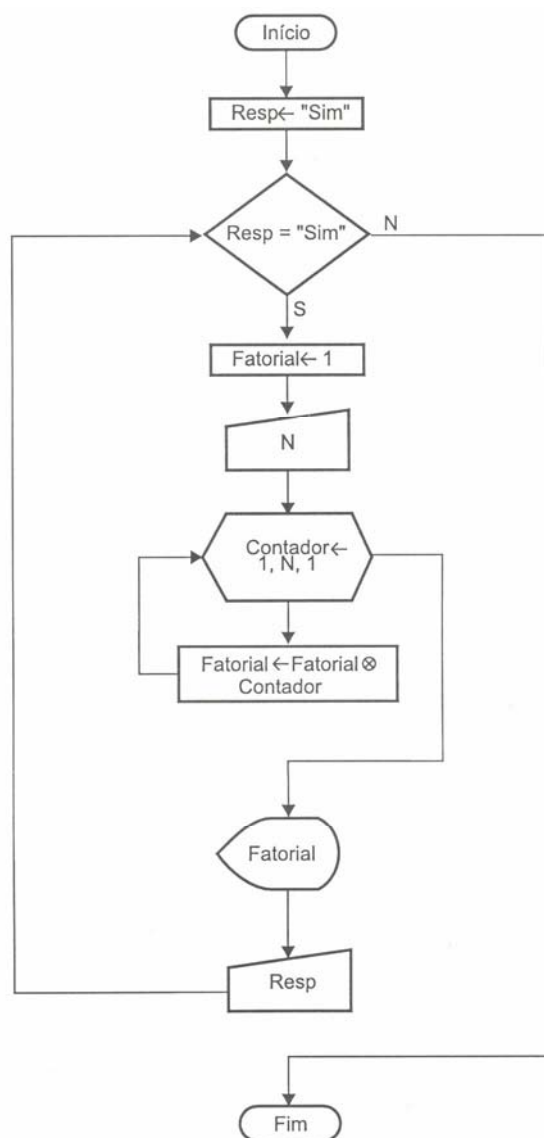 Início
Resp← "Sim"
Resp = "Sim"
N
S
Fatorial← 1
N
Contador←
1, N, 1
Fatorial←Fatorial⊗
Contador
Fatorial
Resp
Fim